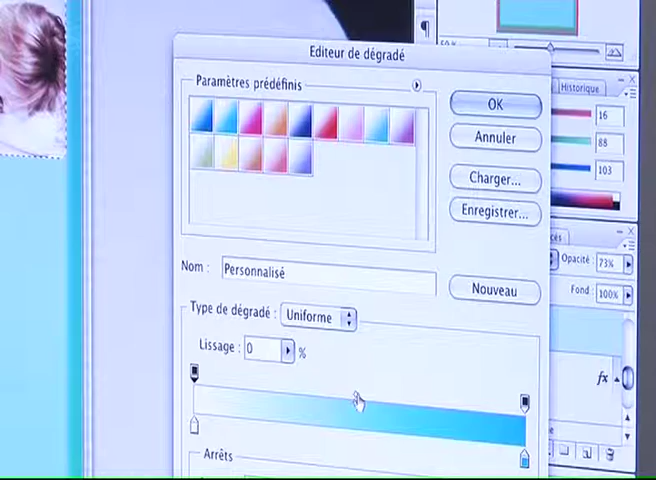 Editeur de dégradé
Paramètres prédéfinis
OK
Annuler
Charger...
Enregistrer...
Nom : Personnalisé
Nouveau
Type de dégradé : Uniforme
Lissage : 0 %
Arrêts
Historique
16
88
103
Opacité : 73%
Fond : 100%
fx